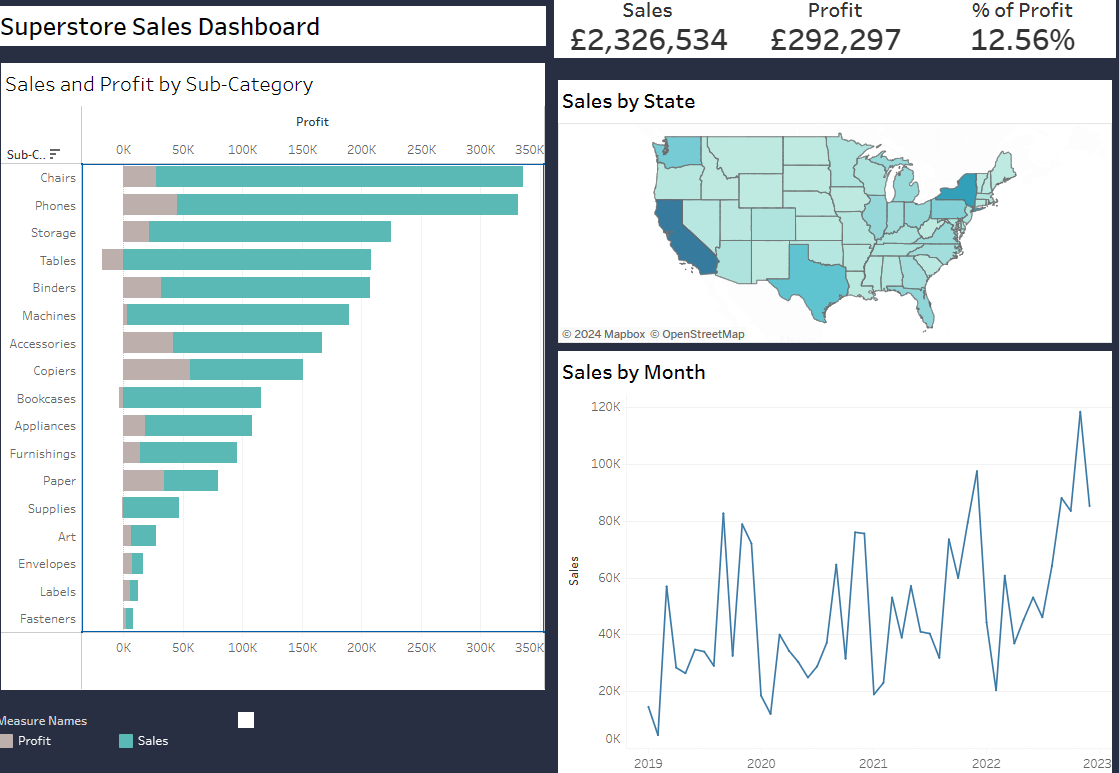 Superstore Sales Dashboard
Sales Profit % of Profit
£2,326,534 £292,297 12.56%
Sales and Profit by Sub-Category
Profit
Sub-C..
0K 50K 100K 150K 200K 250K 300K 350K
Chairs
Phones
Storage
Tables
Binders
Machines
Accessories
Copiers
Bookcases
Appliances
Furnishings
Paper
Supplies
Art
Envelopes
Labels
Fasteners
0K 50K 100K 150K 200K 250K 300K 350K
Measure Names
Profit Sales
Sales by State
© 2024 Mapbox © OpenStreetMap
Sales by Month
Sales
120K
100K
80K
60K
40K
20K
0K
2019 2020 2021 2022 2023